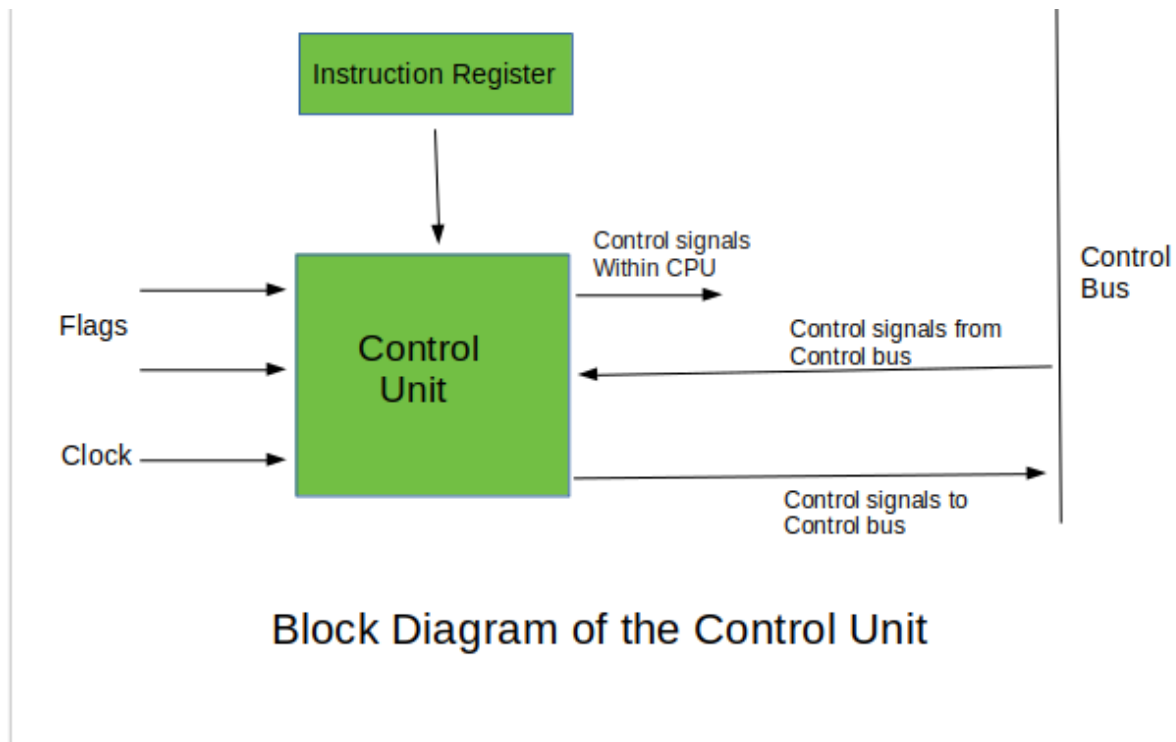 Instruction Register
Control signals
Within CPU
Control
Bus
Flags
Control
Unit
Control signals from
Control bus
Clock
Control signals to
Control bus
Block Diagram of the Control Unit